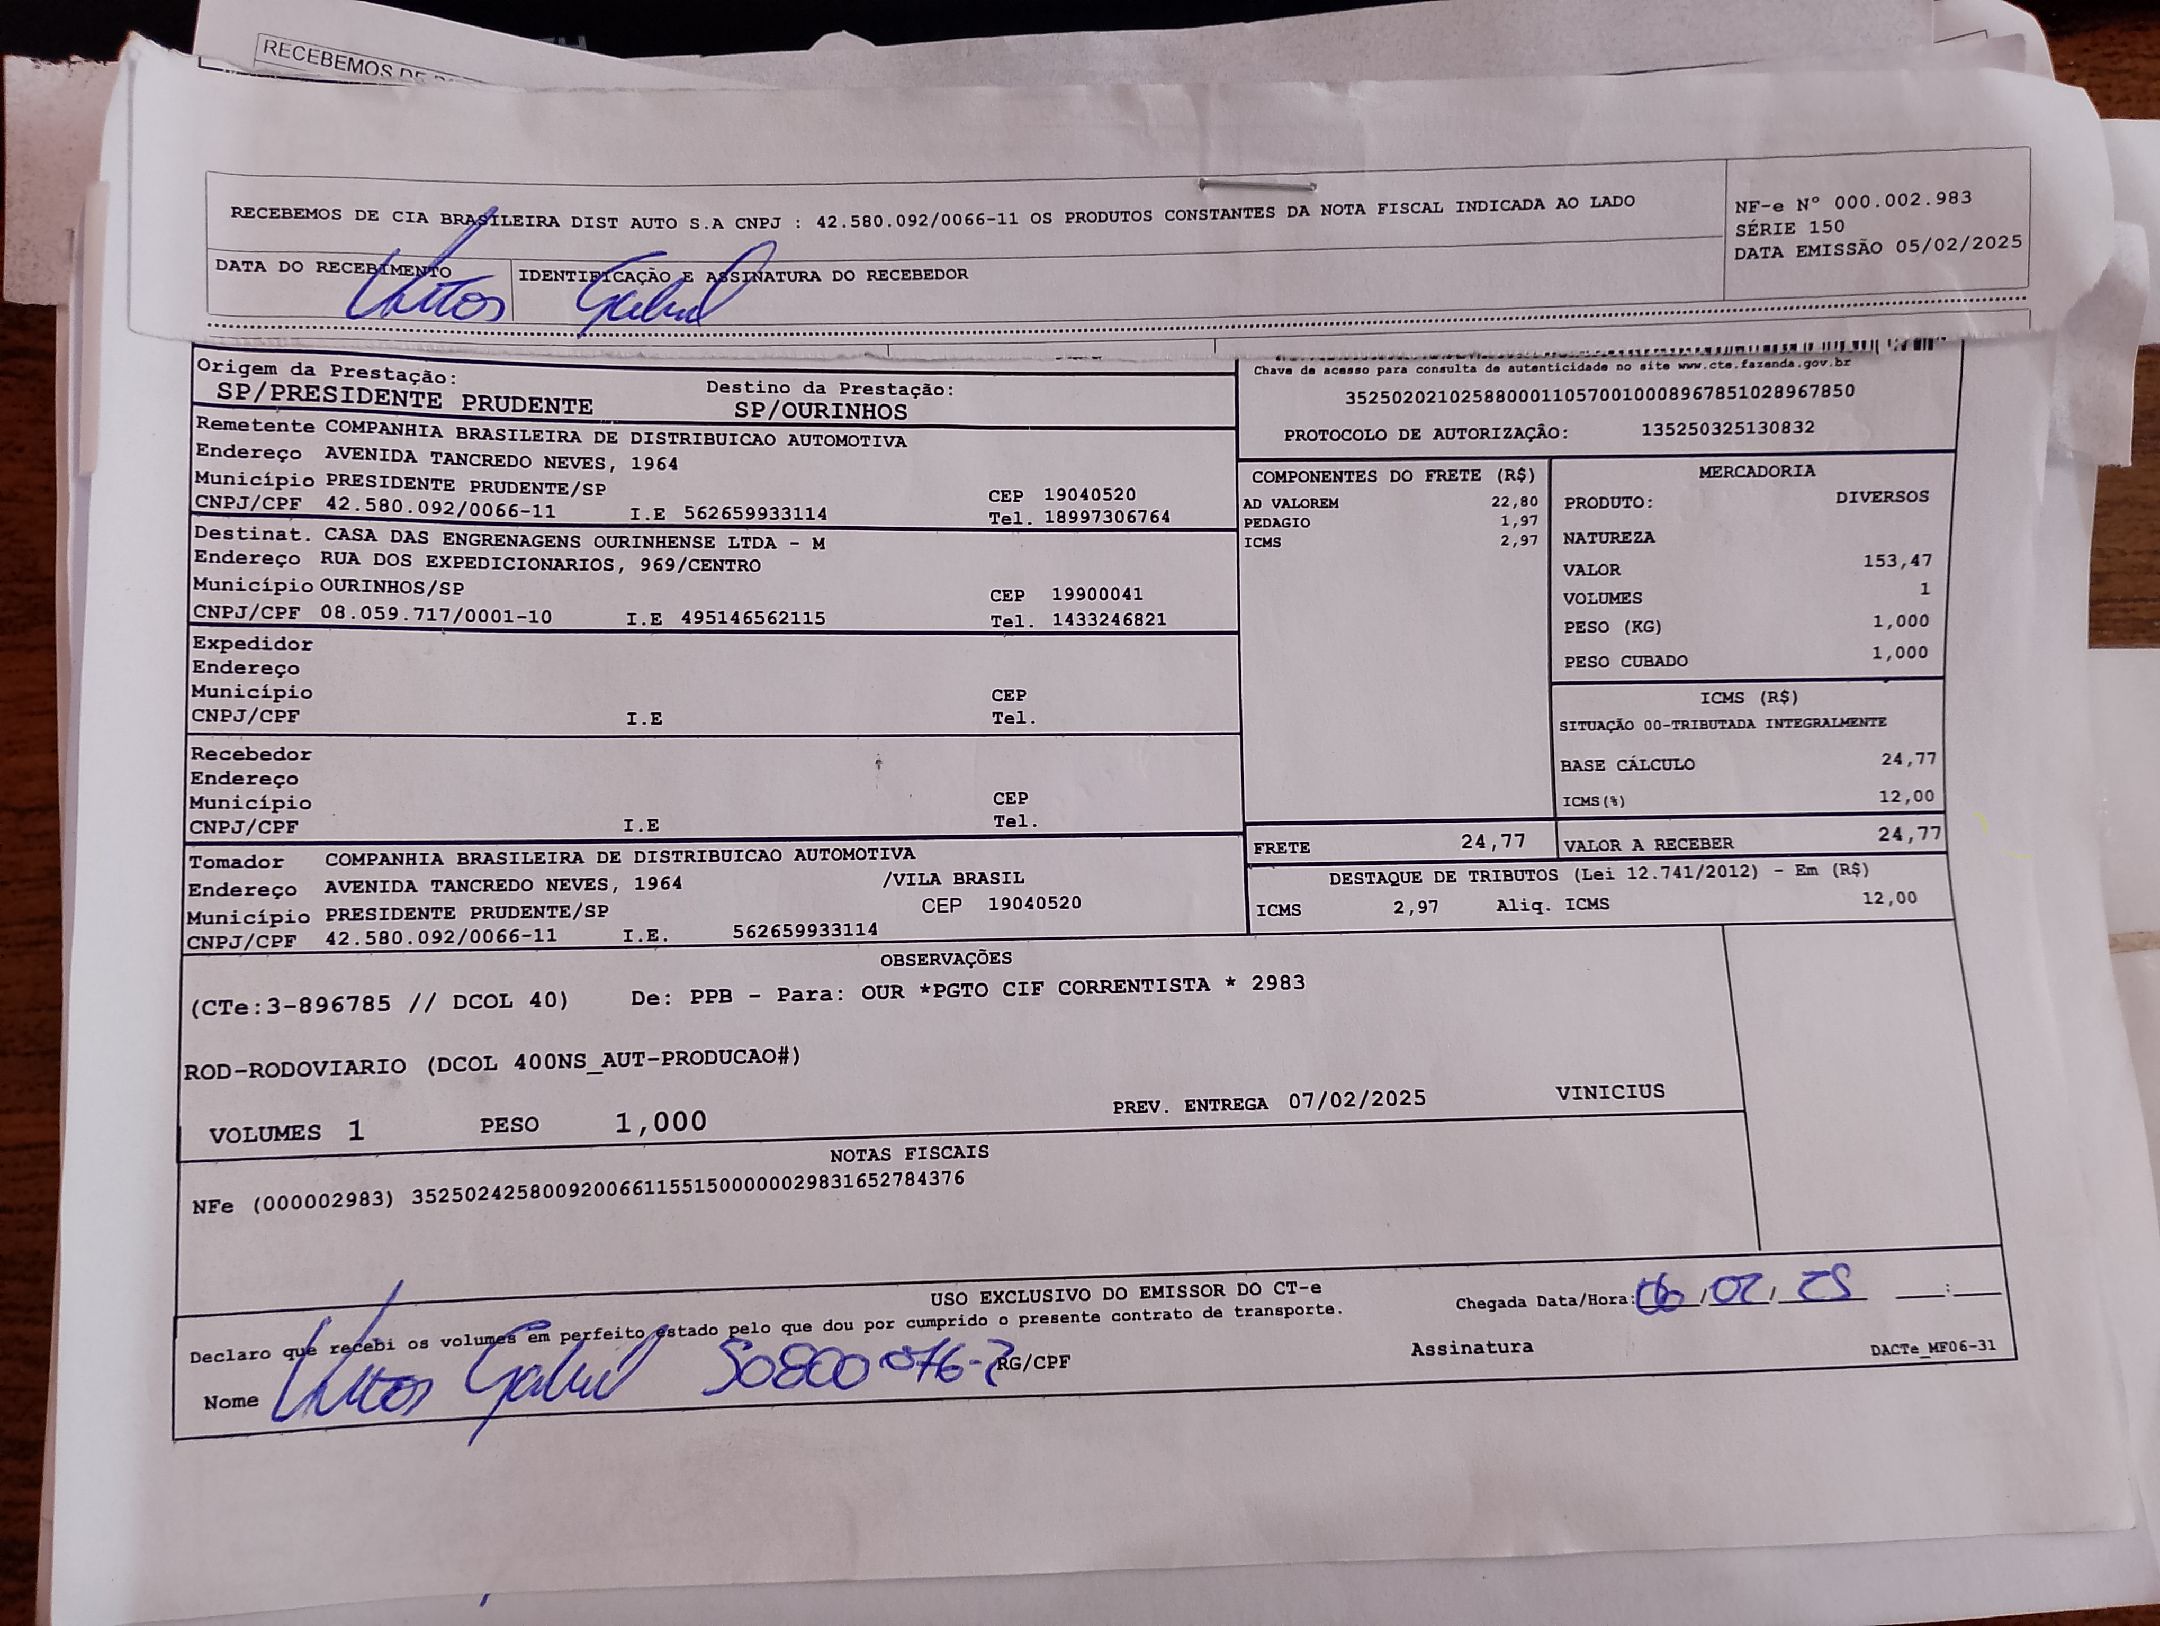 RECEBEMOS DE
RECEBEMOS DE CIA BRASILEIRA DIST AUTO S.A CNPJ : 42.580.092/0066-11 OS PRODUTOS CONSTANTES DA NOTA FISCAL INDICADA AO LADO
NF-e Nº 000.002.983
SÉRIE 150
DATA EMISSÃO 05/02/2025
DATA DO RECEBIMENTO
IDENTIFICAÇÃO E ASSINATURA DO RECEBEDOR
Gabriel
Origem da Prestação:
SP/PRESIDENTE PRUDENTE
Destino da Prestação:
SP/OURINHOS
Chave de acesso para consulta de autenticidade no site www.cte.fazenda.gov.br
35250202102588000110570010008967851028967850
PROTOCOLO DE AUTORIZAÇÃO: 135250325130832
Remetente COMPANHIA BRASILEIRA DE DISTRIBUICAO AUTOMOTIVA
Endereço AVENIDA TANCREDO NEVES, 1964
Município PRESIDENTE PRUDENTE/SP CEP 19040520
CNPJ/CPF 42.580.092/0066-11 I.E 562659933114 Tel. 18997306764
Destinat. CASA DAS ENGRENAGENS OURINHENSE LTDA - M
Endereço RUA DOS EXPEDICIONARIOS, 969/CENTRO
Município OURINHOS/SP CEP 19900041
CNPJ/CPF 08.059.717/0001-10 I.E 495146562115 Tel. 1433246821
Expedidor
Endereço
Município CEP
CNPJ/CPF I.E Tel.
Recebedor
Endereço
Município CEP
CNPJ/CPF I.E Tel.
Tomador COMPANHIA BRASILEIRA DE DISTRIBUICAO AUTOMOTIVA
Endereço AVENIDA TANCREDO NEVES, 1964 /VILA BRASIL
Município PRESIDENTE PRUDENTE/SP CEP 19040520
CNPJ/CPF 42.580.092/0066-11 I.E. 562659933114
COMPONENTES DO FRETE (R$)
AD VALOREM 22,80
PEDAGIO 1,97
ICMS 2,97
MERCADORIA
PRODUTO: DIVERSOS
NATUREZA
VALOR 153,47
VOLUMES 1
PESO (KG) 1,000
PESO CUBADO 1,000
ICMS (R$)
SITUAÇÃO 00-TRIBUTADA INTEGRALMENTE
BASE CÁLCULO 24,77
ICMS(%) 12,00
FRETE 24,77 VALOR A RECEBER 24,77
DESTAQUE DE TRIBUTOS (Lei 12.741/2012) - Em (R$)
ICMS 2,97 Aliq. ICMS 12,00
OBSERVAÇÕES
(CTe:3-896785 // DCOL 40) De: PPB - Para: OUR *PGTO CIF CORRENTISTA * 2983
ROD-RODOVIARIO (DCOL 400NS_AUT-PRODUCAO#)
VOLUMES 1 PESO 1,000 PREV. ENTREGA 07/02/2025 VINICIUS
NOTAS FISCAIS
NFe (000002983) 35250242580092006611551500000029831652784376
USO EXCLUSIVO DO EMISSOR DO CT-e
Declaro que recebi os volumes em perfeito estado pelo que dou por cumprido o presente contrato de transporte.
Chegada Data/Hora: 06/02/25 __:__
Nome Gabriel RG/CPF Assinatura
DACTe_MF06-31